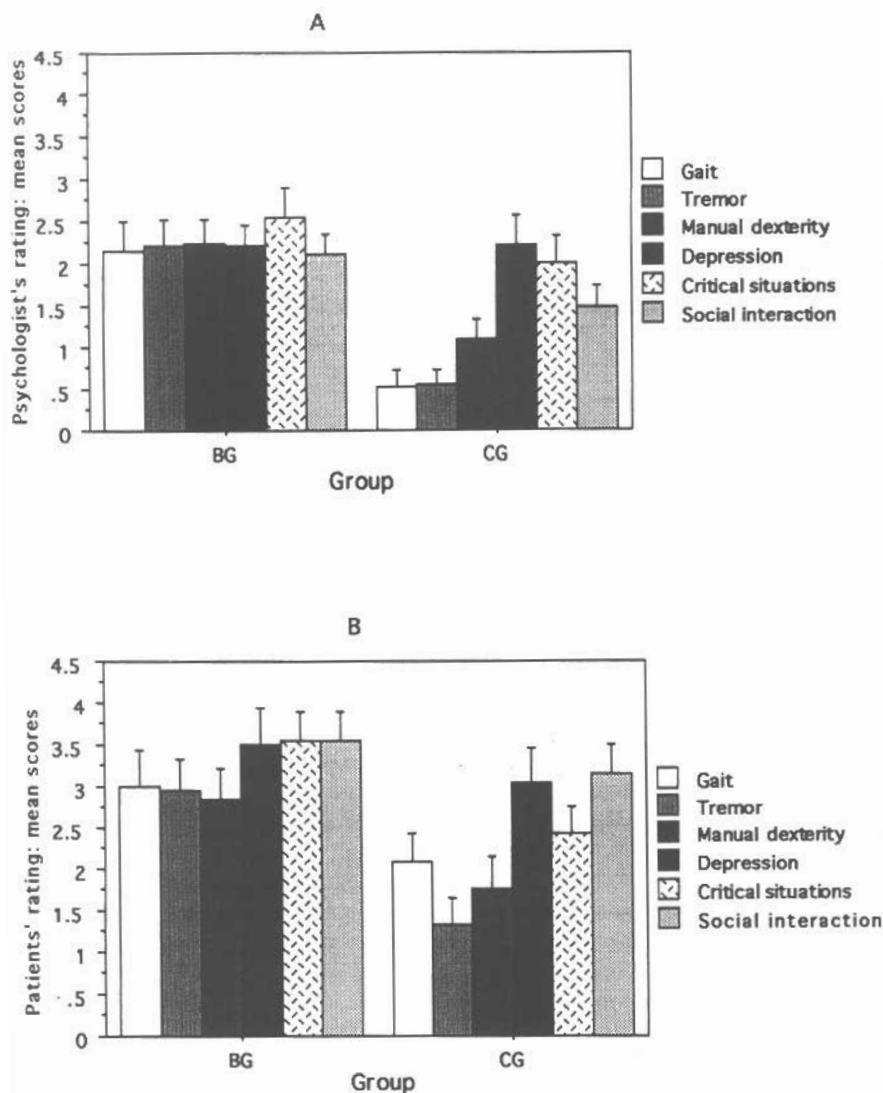 A
Psychologist's rating: mean scores
4.5
4
3.5
3
2.5
2
1.5
1
.5
0
BG
CG
Group
Gait
Tremor
Manual dexterity
Depression
Critical situations
Social interaction
B
Patients' rating: mean scores
4.5
4
3.5
3
2.5
2
1.5
1
.5
0
BG
CG
Group
Gait
Tremor
Manual dexterity
Depression
Critical situations
Social interaction